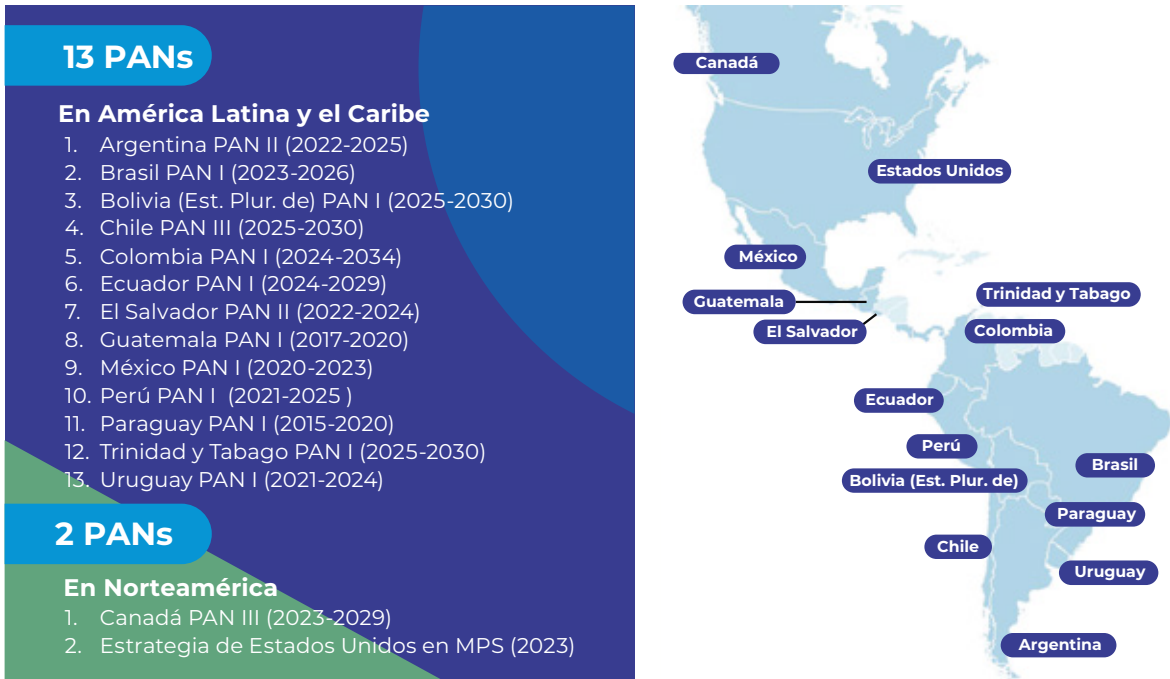 13 PANs
En América Latina y el Caribe
1. Argentina PAN II (2022-2025)
2. Brasil PAN I (2023-2026)
3. Bolivia (Est. Plur. de) PAN I (2025-2030)
4. Chile PAN III (2025-2030)
5. Colombia PAN I (2024-2034)
6. Ecuador PAN I (2024-2029)
7. El Salvador PAN II (2022-2024)
8. Guatemala PAN I (2017-2020)
9. México PAN I (2020-2023)
10. Perú PAN I (2021-2025 )
11. Paraguay PAN I (2015-2020)
12. Trinidad y Tabago PAN I (2025-2030)
13. Uruguay PAN I (2021-2024)
2 PANs
En Norteamérica
1. Canadá PAN III (2023-2029)
2. Estrategia de Estados Unidos en MPS (2023)
Canadá
Estados Unidos
México
Guatemala
Trinidad y Tabago
El Salvador
Colombia
Ecuador
Perú
Brasil
Bolivia (Est. Plur. de)
Paraguay
Chile
Uruguay
Argentina